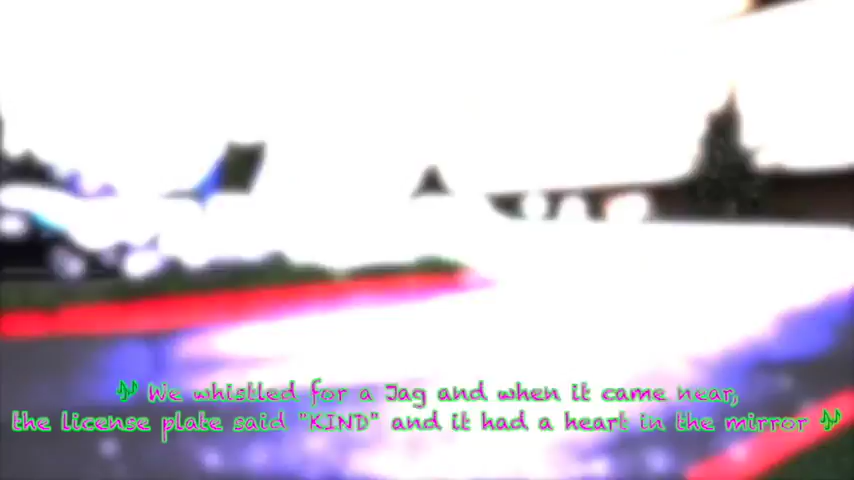 🎶 We whistled for a Jag and when it came near,
the license plate said "KIND" and it had a heart in the mirror 🎶